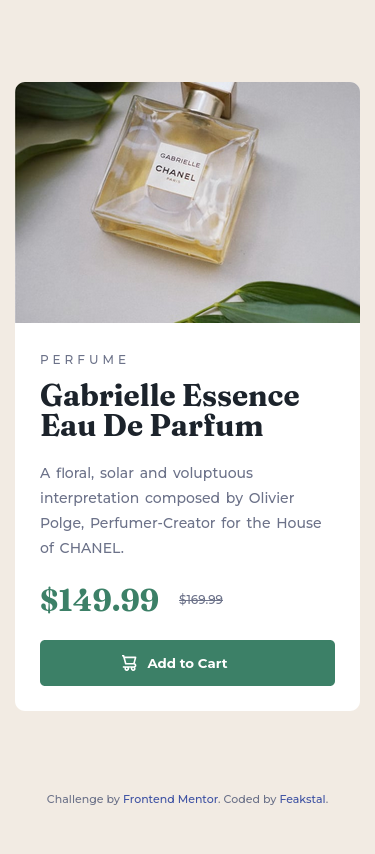 GABRIELLE
CHANEL
PARIS
PERFUME
Gabrielle Essence
Eau De Parfum
A floral, solar and voluptuous
interpretation composed by Olivier
Polge, Perfumer-Creator for the House
of CHANEL.
$149.99 $169.99
Add to Cart
Challenge by Frontend Mentor. Coded by Feakstal.